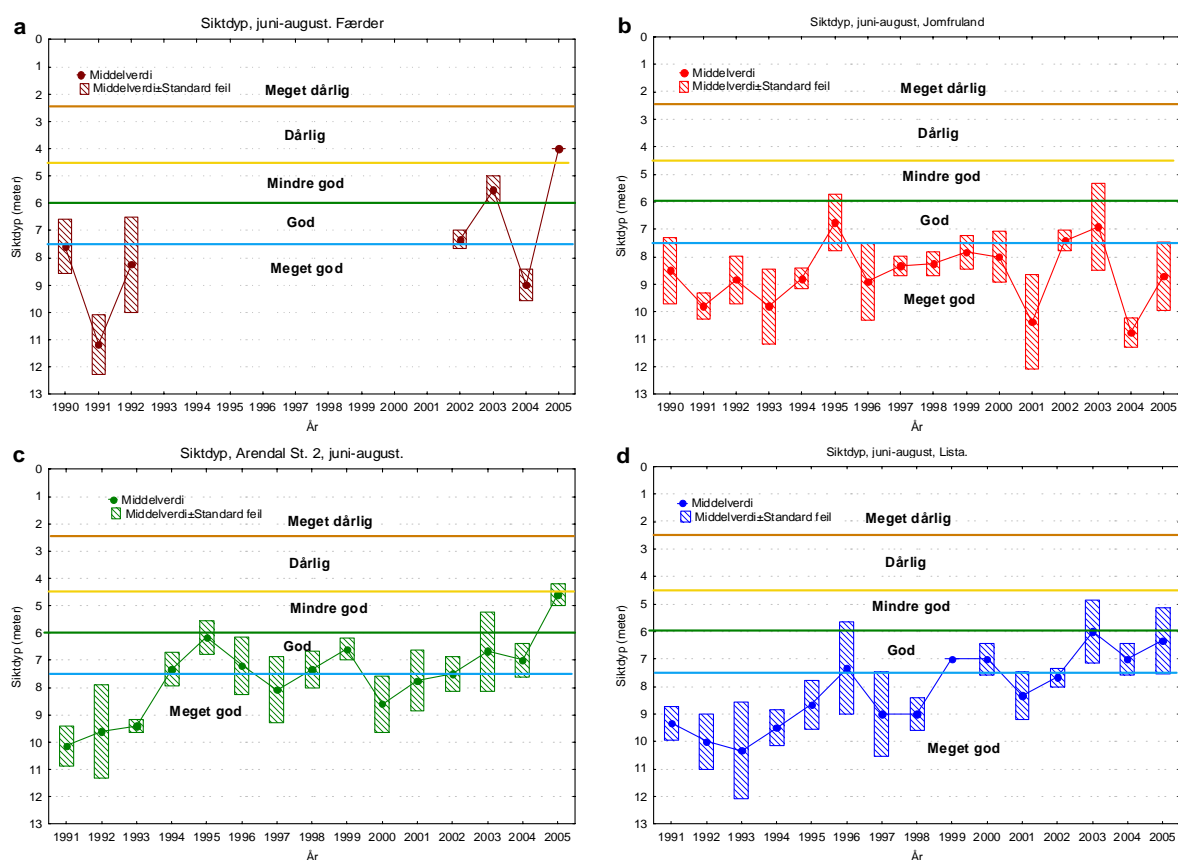 a
Siktdyp, juni-august. Færder
0
1
2
3
4
5
6
7
8
9
10
11
12
13
Siktdyp (meter)
Middelverdi
Middelverdi±Standard feil
Meget dårlig
Dårlig
Mindre god
God
Meget god
1990 1991 1992 1993 1994 1995 1996 1997 1998 1999 2000 2001 2002 2003 2004 2005
År
b
Siktdyp, juni-august, Jomfruland
0
1
2
3
4
5
6
7
8
9
10
11
12
13
Siktdyp (meter)
Middelverdi
Middelverdi±Standard feil
Meget dårlig
Dårlig
Mindre god
God
Meget god
1990 1991 1992 1993 1994 1995 1996 1997 1998 1999 2000 2001 2002 2003 2004 2005
År
c
Siktdyp, Arendal St. 2, juni-august.
0
1
2
3
4
5
6
7
8
9
10
11
12
13
Siktdyp (meter)
Middelverdi
Middelverdi±Standard feil
Meget dårlig
Dårlig
Mindre god
God
Meget god
1991 1992 1993 1994 1995 1996 1997 1998 1999 2000 2001 2002 2003 2004 2005
År
d
Siktdyp, juni-august, Lista.
0
1
2
3
4
5
6
7
8
9
10
11
12
13
Siktdyp (meter)
Middelverdi
Middelverdi±Standard feil
Meget dårlig
Dårlig
Mindre god
God
Meget god
1991 1992 1993 1994 1995 1996 1997 1998 1999 2000 2001 2002 2003 2004 2005
År